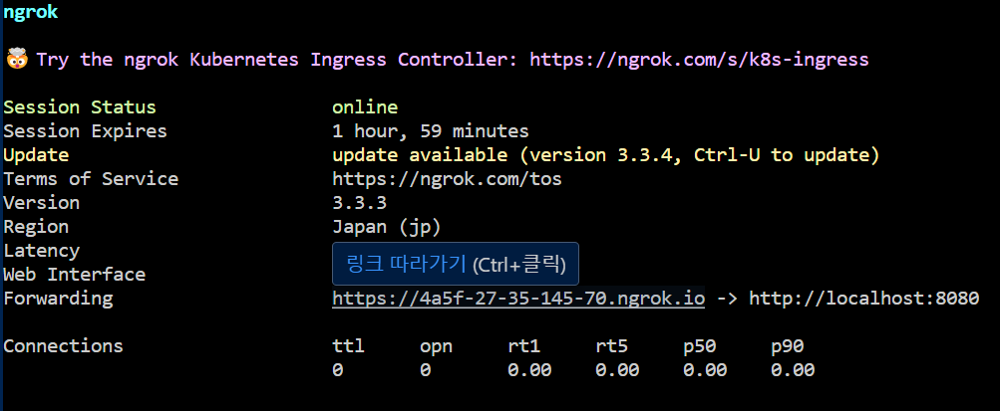 ngrok
🤯 Try the ngrok Kubernetes Ingress Controller: https://ngrok.com/s/k8s-ingress
Session Status online
Session Expires 1 hour, 59 minutes
Update update available (version 3.3.4, Ctrl-U to update)
Terms of Service https://ngrok.com/tos
Version 3.3.3
Region Japan (jp)
Latency
링크 따라가기 (Ctrl+클릭)
Web Interface
Forwarding https://4a5f-27-35-145-70.ngrok.io -> http://localhost:8080
Connections ttl opn rt1 rt5 p50 p90
0 0 0.00 0.00 0.00 0.00